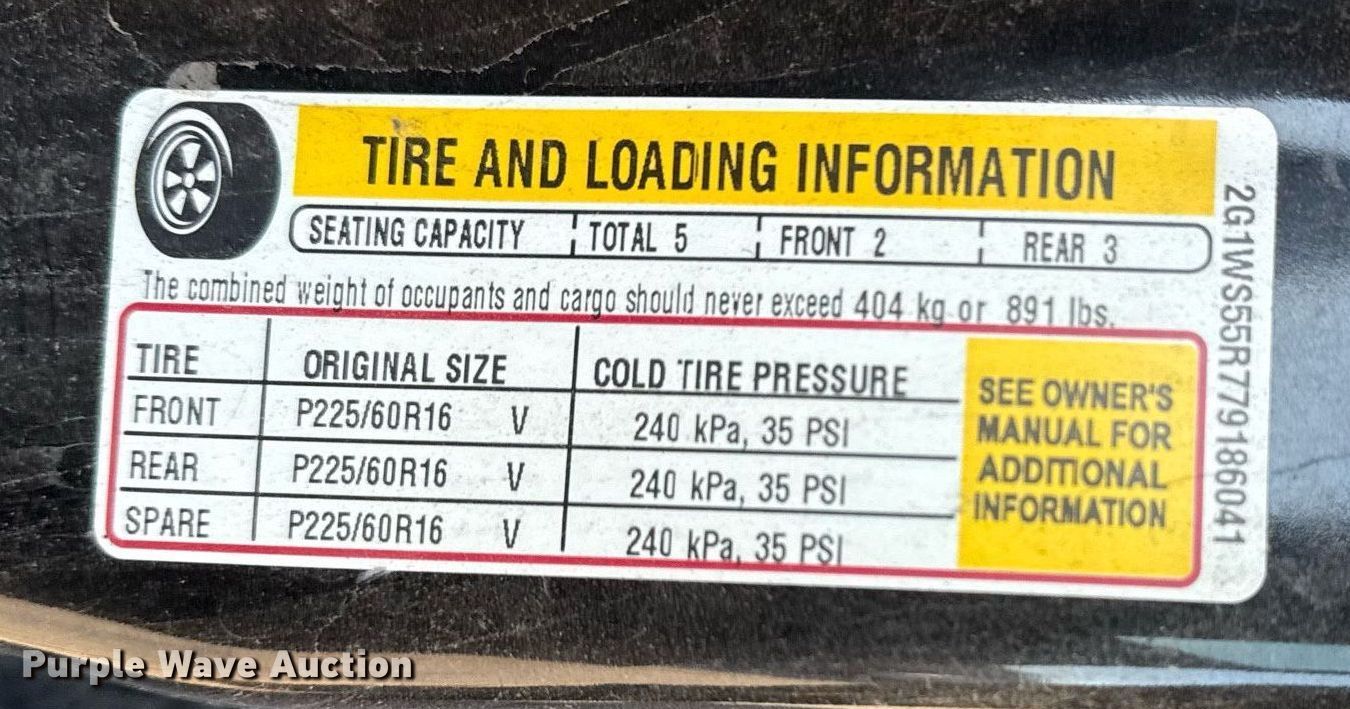 TIRE AND LOADING INFORMATION
SEATING CAPACITY TOTAL 5 FRONT 2 REAR 3
The combined weight of occupants and cargo should never exceed 404 kg or 891 lbs.
TIRE ORIGINAL SIZE COLD TIRE PRESSURE
FRONT P225/60R16 V 240 kPa, 35 PSI
REAR P225/60R16 V 240 kPa, 35 PSI
SPARE P225/60R16 V 240 kPa, 35 PSI
SEE OWNER'S
MANUAL FOR
ADDITIONAL
INFORMATION
2G1WS55R779186041
Purple Wave Auction